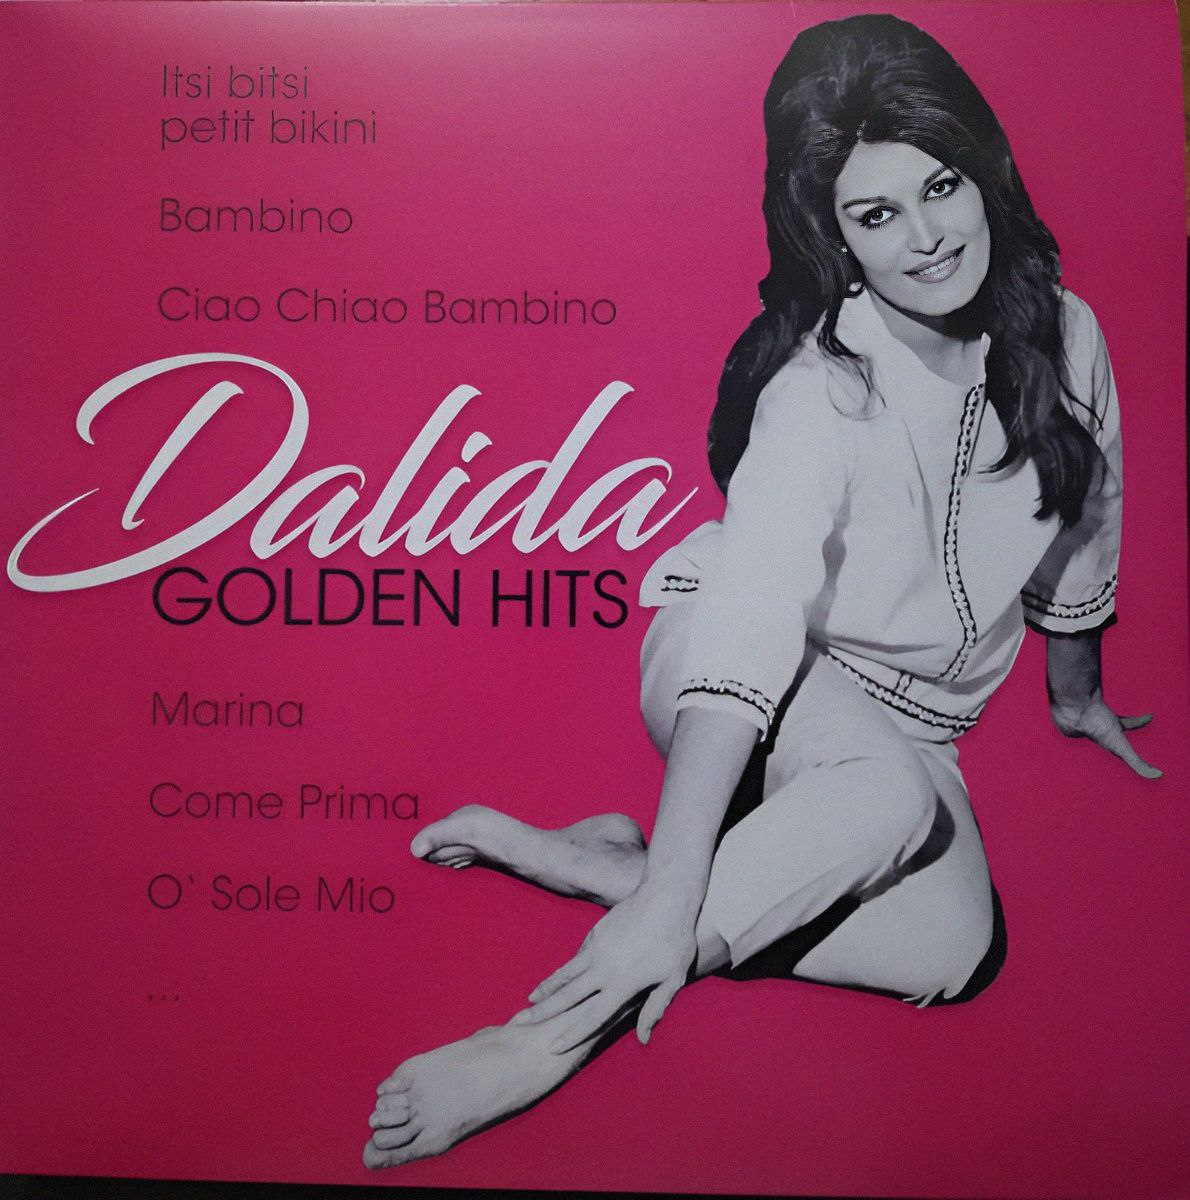 Itsi bitsi
petit bikini
Bambino
Ciao Chiao Bambino
Dalida
GOLDEN HITS
Marina
Come Prima
O` Sole Mio
...